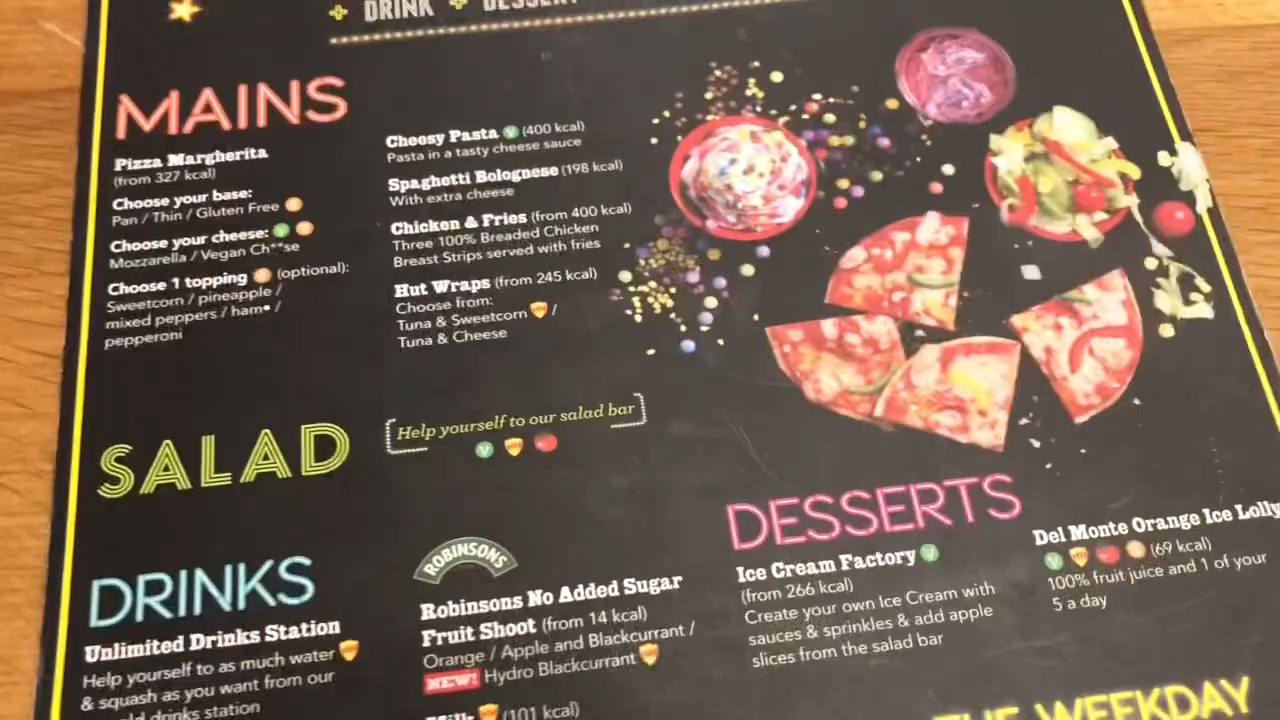 + DRINK + DESSERT
MAINS
Pizza Margherita
(from 327 kcal)
Choose your base:
Pan / Thin / Gluten Free
Choose your cheese: V
Mozzarella / Vegan Ch**se
Choose 1 topping (optional):
Sweetcorn / pineapple /
mixed peppers / ham• /
pepperoni
Cheesy Pasta V (400 kcal)
Pasta in a tasty cheese sauce
Spaghetti Bolognese (198 kcal)
With extra cheese
Chicken & Fries (from 400 kcal)
Three 100% Breaded Chicken
Breast Strips served with fries
Hut Wraps (from 245 kcal)
Choose from:
Tuna & Sweetcorn /
Tuna & Cheese
SALAD
Help yourself to our salad bar
V
DRINKS
Unlimited Drinks Station
Help yourself to as much water
& squash as you want from our
drinks station
ROBINSONS
Robinsons No Added Sugar
Fruit Shoot (from 14 kcal)
Orange / Apple and Blackcurrant /
NEW! Hydro Blackcurrant
Milk (101 kcal)
DESSERTS
Ice Cream Factory V
(from 266 kcal)
Create your own Ice Cream with
sauces & sprinkles & add apple
slices from the salad bar
Del Monte Orange Ice Lolly
V (69 kcal)
100% fruit juice and 1 of your
5 a day
THE WEEKDAY